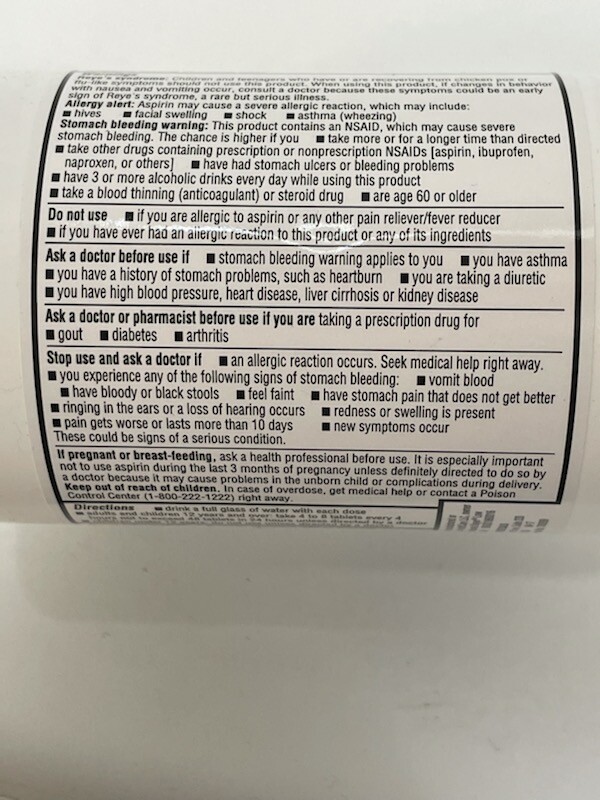 Reye's syndrome: Children and teenagers who have or are recovering from chicken pox or
flu-like symptoms should not use this product. When using this product, if changes in behavior
with nausea and vomiting occur, consult a doctor because these symptoms could be an early
sign of Reye's syndrome, a rare but serious illness.
Allergy alert: Aspirin may cause a severe allergic reaction, which may include:
■ hives ■ facial swelling ■ shock ■ asthma (wheezing)
Stomach bleeding warning: This product contains an NSAID, which may cause severe
stomach bleeding. The chance is higher if you ■ take more or for a longer time than directed
■ take other drugs containing prescription or nonprescription NSAIDs [aspirin, ibuprofen,
naproxen, or others] ■ have had stomach ulcers or bleeding problems
■ have 3 or more alcoholic drinks every day while using this product
■ take a blood thinning (anticoagulant) or steroid drug ■ are age 60 or older
Do not use ■ if you are allergic to aspirin or any other pain reliever/fever reducer
■ if you have ever had an allergic reaction to this product or any of its ingredients
Ask a doctor before use if ■ stomach bleeding warning applies to you ■ you have asthma
■ you have a history of stomach problems, such as heartburn ■ you are taking a diuretic
■ you have high blood pressure, heart disease, liver cirrhosis or kidney disease
Ask a doctor or pharmacist before use if you are taking a prescription drug for
■ gout ■ diabetes ■ arthritis
Stop use and ask a doctor if ■ an allergic reaction occurs. Seek medical help right away.
■ you experience any of the following signs of stomach bleeding: ■ vomit blood
■ have bloody or black stools ■ feel faint ■ have stomach pain that does not get better
■ ringing in the ears or a loss of hearing occurs ■ redness or swelling is present
■ pain gets worse or lasts more than 10 days ■ new symptoms occur
These could be signs of a serious condition.
If pregnant or breast-feeding, ask a health professional before use. It is especially important
not to use aspirin during the last 3 months of pregnancy unless definitely directed to do so by
a doctor because it may cause problems in the unborn child or complications during delivery.
Keep out of reach of children. In case of overdose, get medical help or contact a Poison
Control Center (1-800-222-1222) right away.
Directions ■ drink a full glass of water with each dose
■ adults and children 12 years and over: take 4 to 8 tablets every 4
hours not to exceed 48 tablets in 24 hours unless directed by a doctor